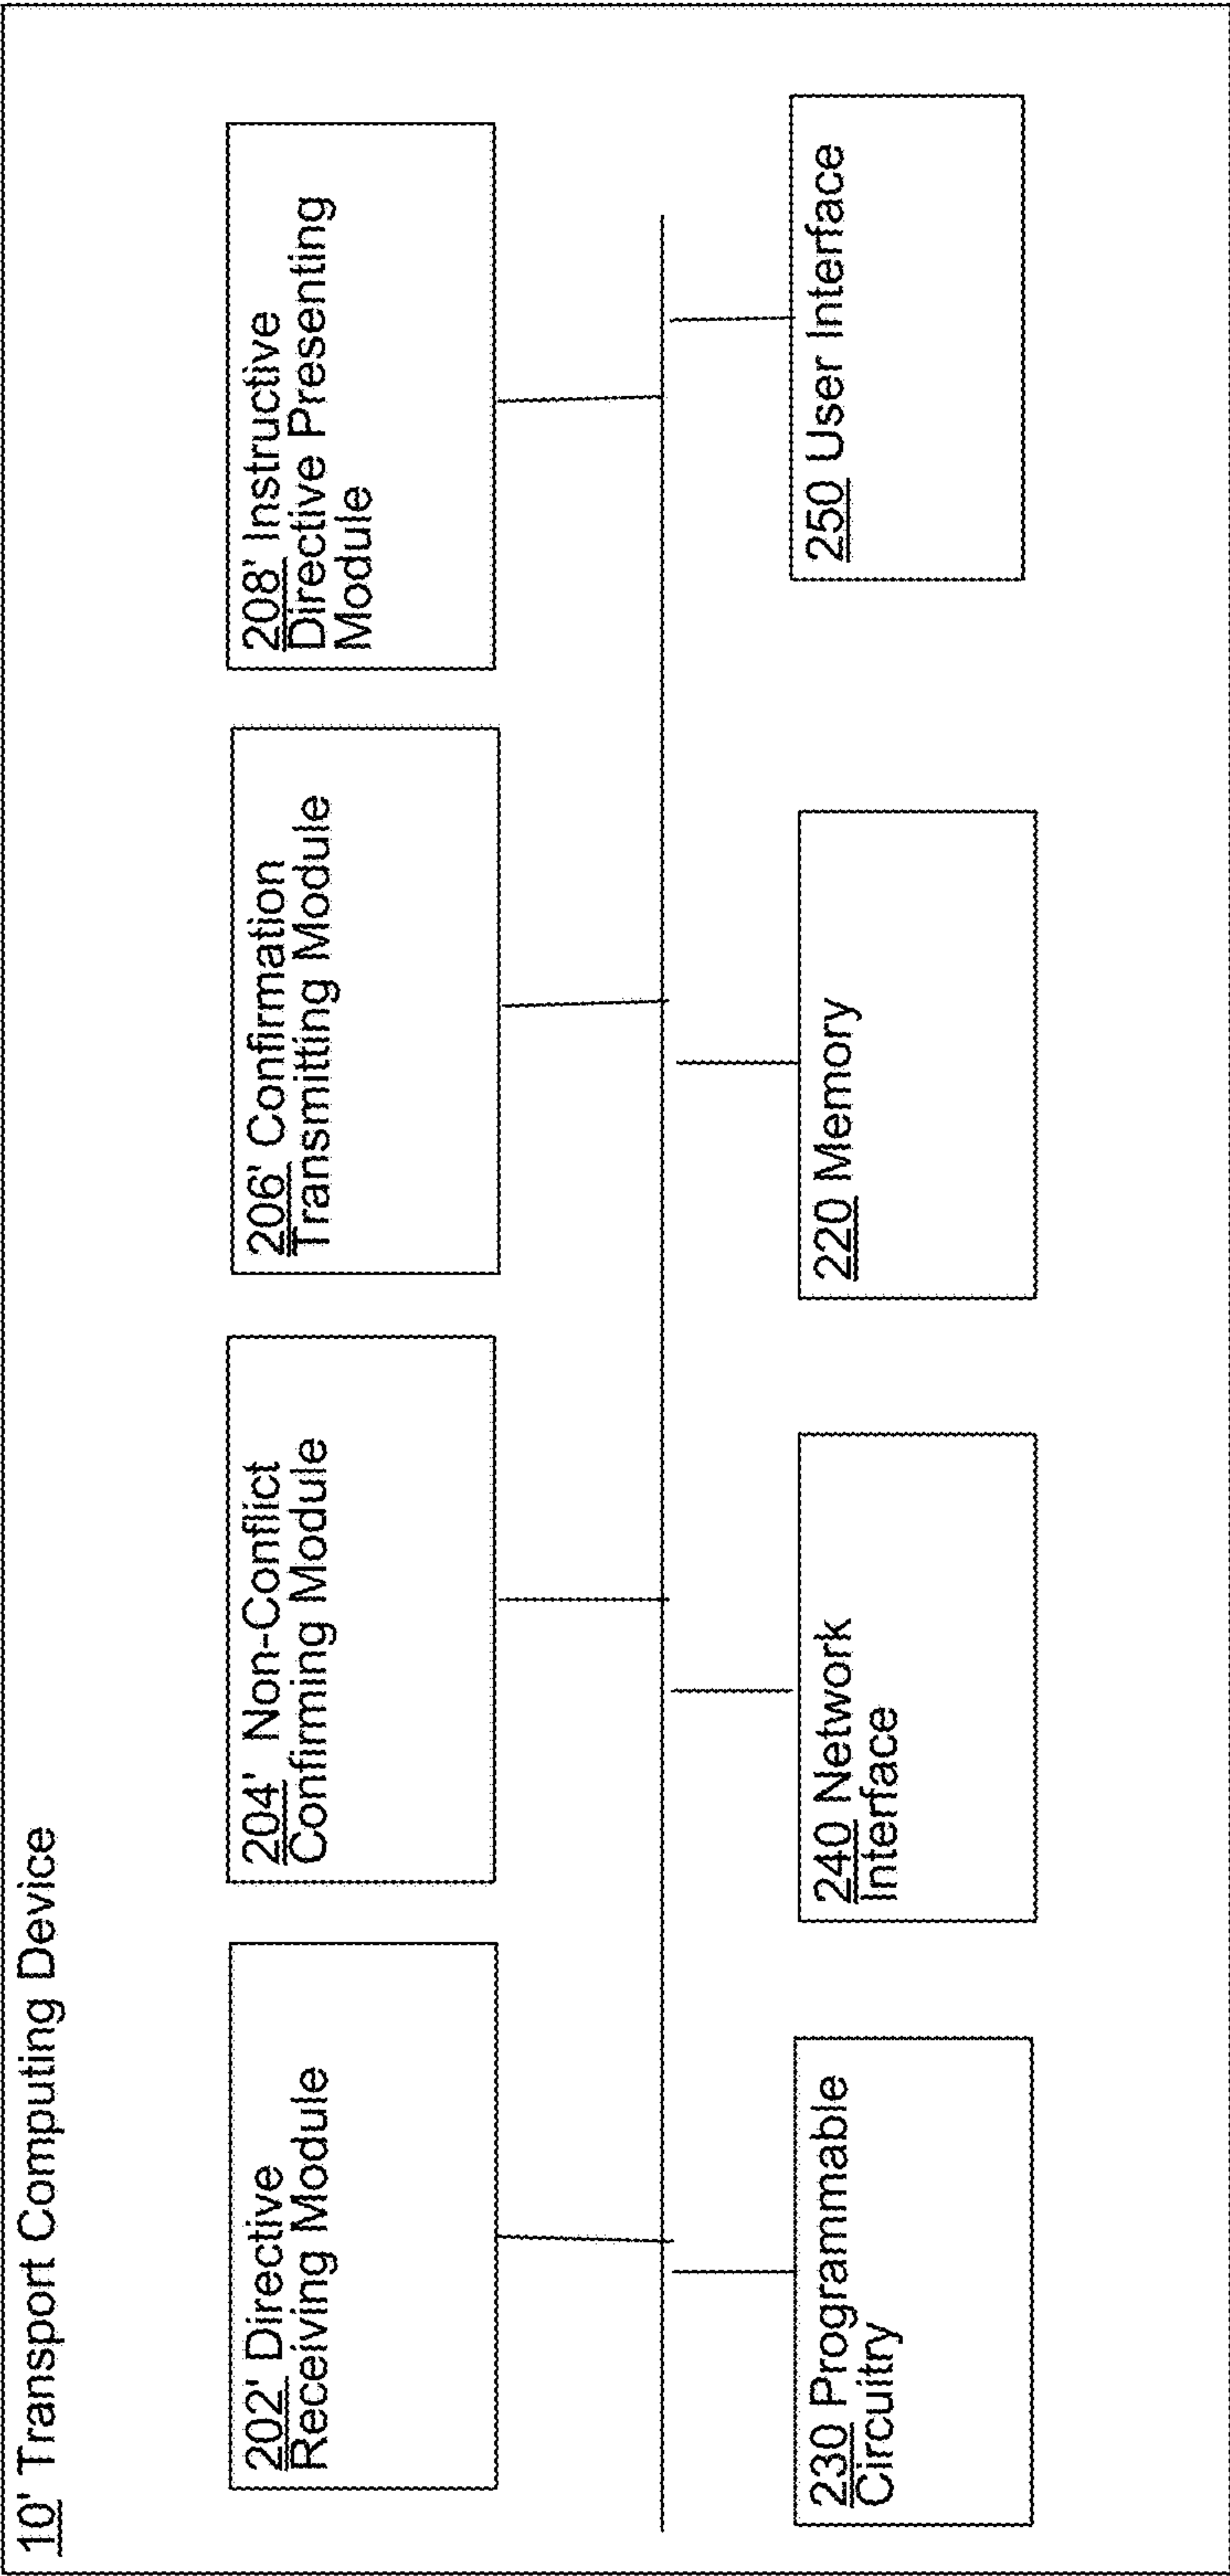 10' Transport Computing Device
202' Directive
Receiving Module
204' Non-Conflict
Confirming Module
206' Confirmation
Transmitting Module
208' Instructive
Directive Presenting
Module
230 Programmable
Circuitry
240 Network
Interface
220 Memory
250 User Interface